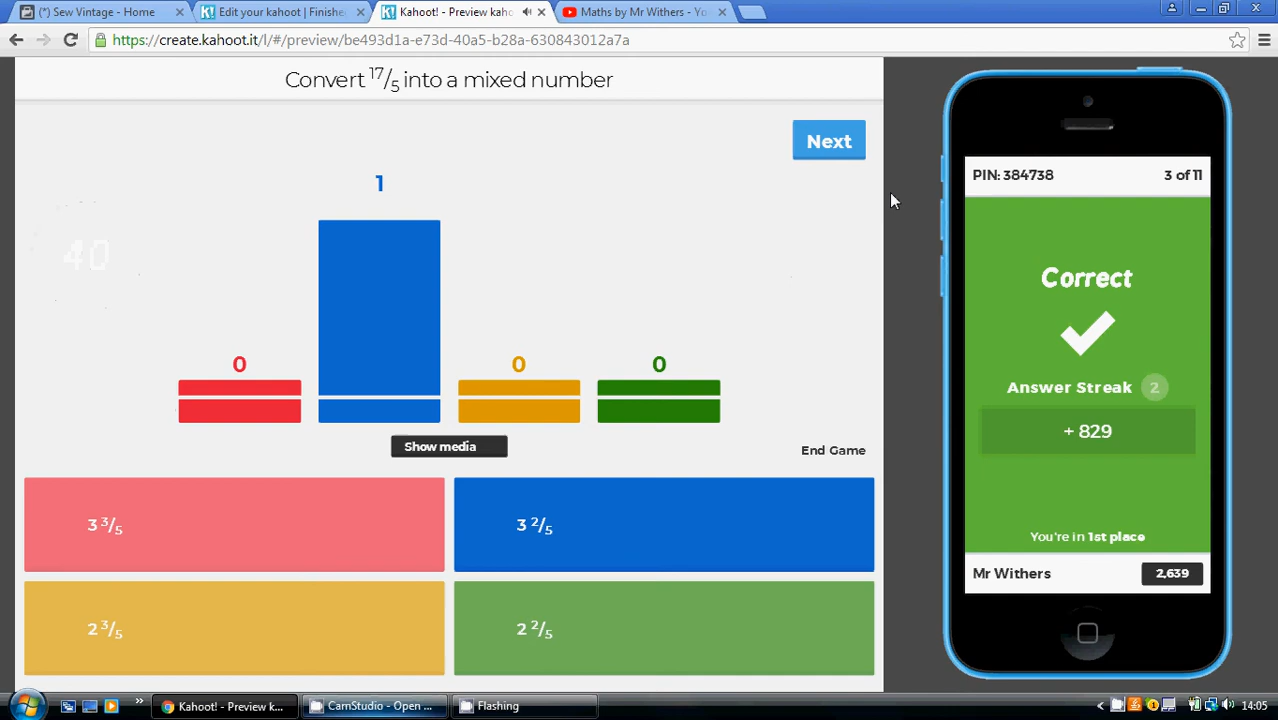 (*) Sew Vintage - Home
Edit your kahoot | Finishe
Kahoot! - Preview kaho
Maths by Mr Withers - Yo
https://create.kahoot.it/l/#/preview/be493d1a-e73d-40a5-b28a-630843012a7a
Convert 17/5 into a mixed number
Next
40
1
0
0
0
Show media
End Game
3 3/5
3 2/5
2 3/5
2 2/5
PIN: 384738
3 of 11
Correct
Answer Streak 2
+ 829
You're in 1st place
Mr Withers
2,639
Kahoot! - Preview k...
CamStudio - Open ...
Flashing
14:05